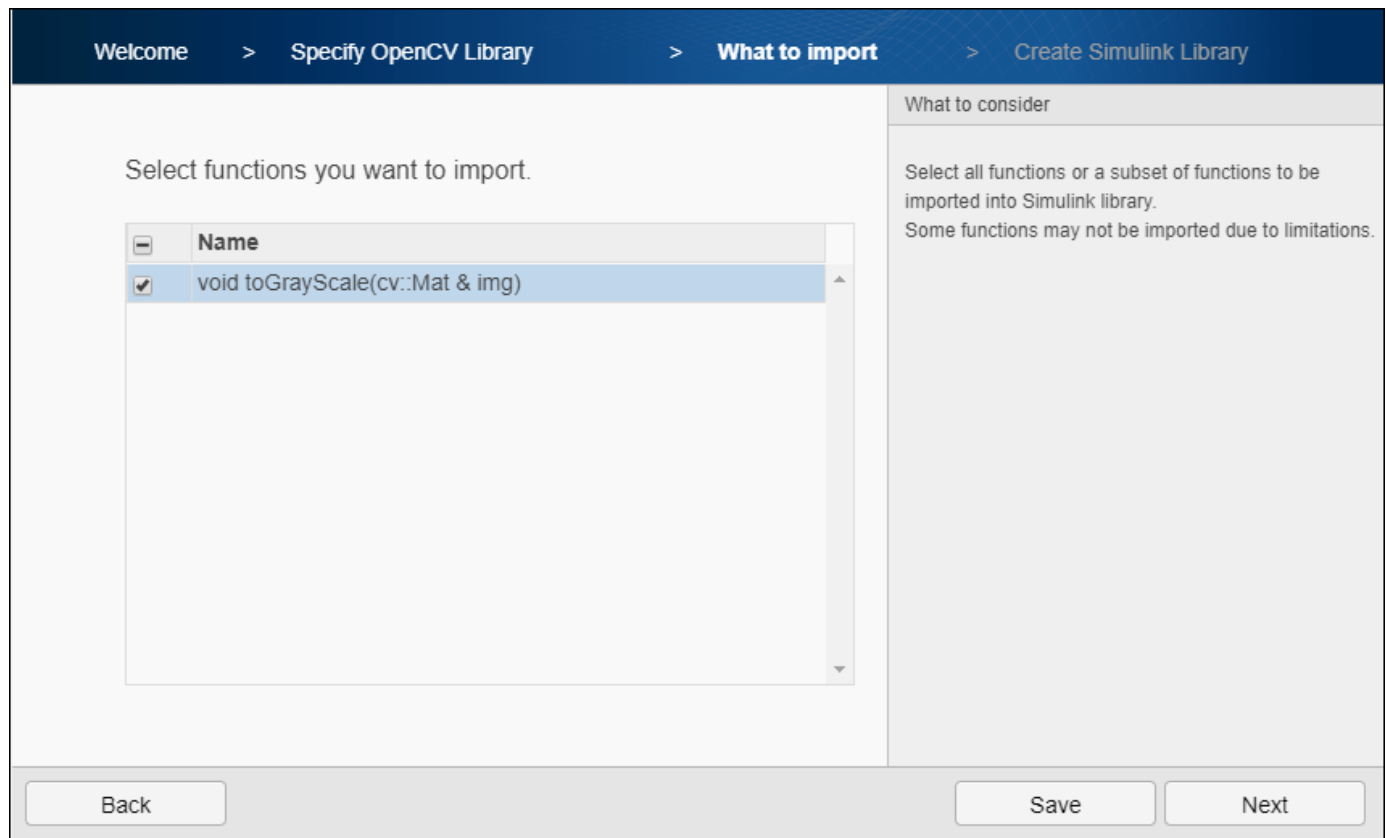 Welcome > Specify OpenCV Library > What to import > Create Simulink Library
What to consider
Select functions you want to import.
Select all functions or a subset of functions to be
imported into Simulink library.
Some functions may not be imported due to limitations.
Name
void toGrayScale(cv::Mat & img)
Back
Save
Next